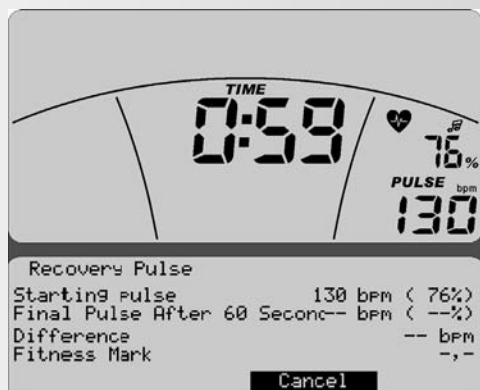 TIME
0:59
76%
PULSE bpm
130
Recovery Pulse
Starting pulse 130 bpm ( 76%)
Final Pulse After 60 Secon-- bpm ( --%)
Difference -- bpm
Fitness Mark -,-
Cancel